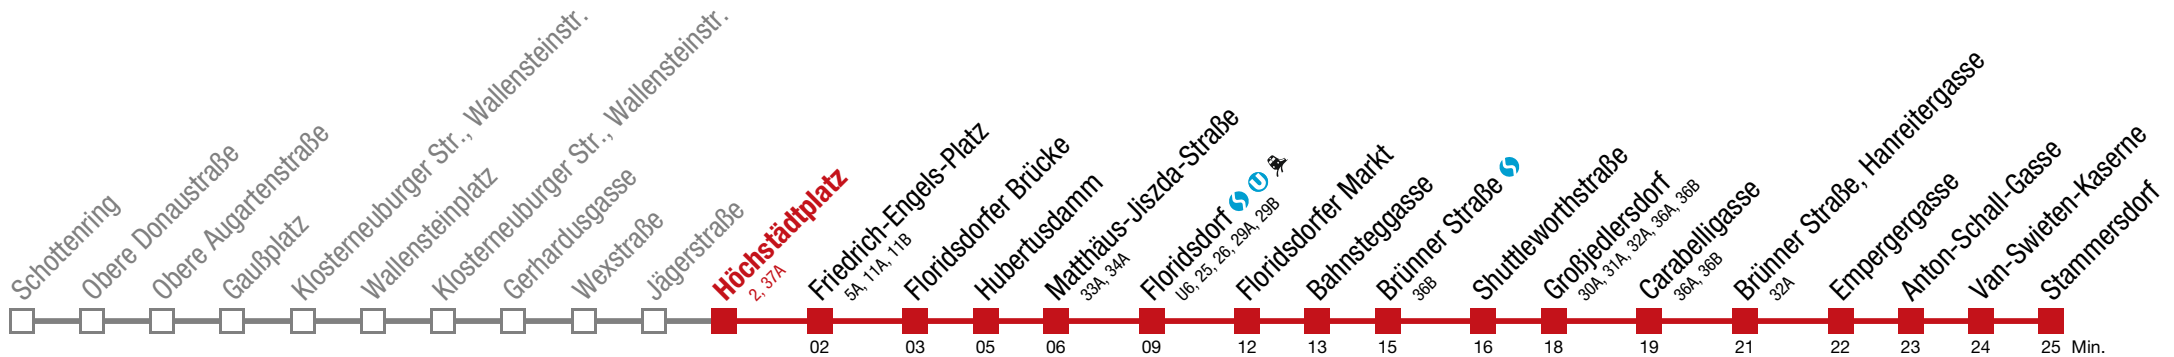 Schottenring
Obere Donaustraße
Obere Augartenstraße
Gaußplatz
Klosterneuburger Str., Wallensteinstr.
Wallensteinplatz
Klosterneuburger Str., Wallensteinstr.
Gerhardusgasse
Wexstraße
Jägerstraße
Höchstädtplatz
2, 37A
Friedrich-Engels-Platz
5A, 11A, 11B
Floridsdorfer Brücke
Hubertusdamm
Matthäus-Jiszda-Straße
33A, 34A
Floridsdorf S U
U6, 25, 26, 29A, 29B
Floridsdorfer Markt
Bahnsteggasse
Brünner Straße S
36B
Shuttleworthstraße
Großjedlersdorf
30A, 31A, 32A, 36A, 36B
Carabelligasse
36A, 36B
Brünner Straße, Hanreitergasse
32A
Empergergasse
Anton-Schall-Gasse
Van-Swieten-Kaserne
Stammersdorf
02 03 05 06 09 12 13 15 16 18 19 21 22 23 24 25 Min.